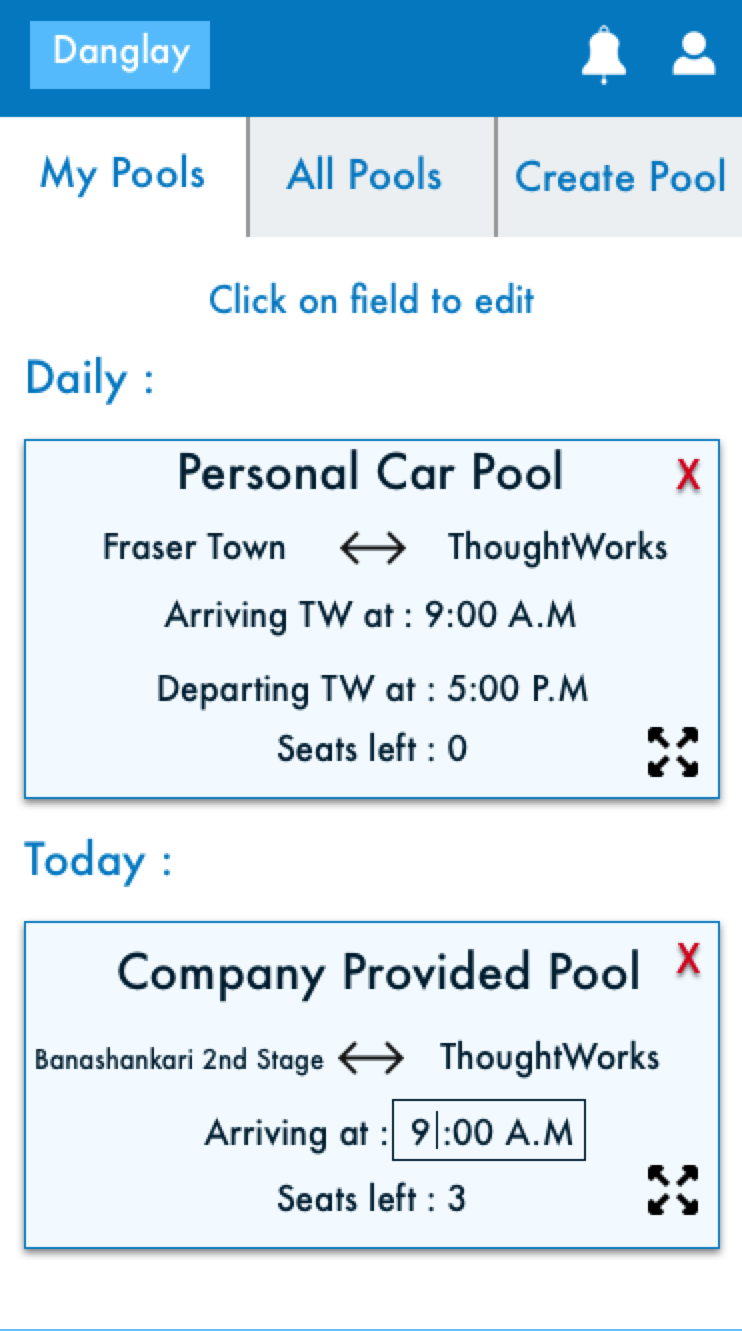 Danglay
My Pools
All Pools
Create Pool
Click on field to edit
Daily :
Personal Car Pool X
Fraser Town ↔ ThoughtWorks
Arriving TW at : 9:00 A.M
Departing TW at : 5:00 P.M
Seats left : 0
Today :
Company Provided Pool X
Banashankari 2nd Stage ↔ ThoughtWorks
Arriving at : 9|:00 A.M
Seats left : 3